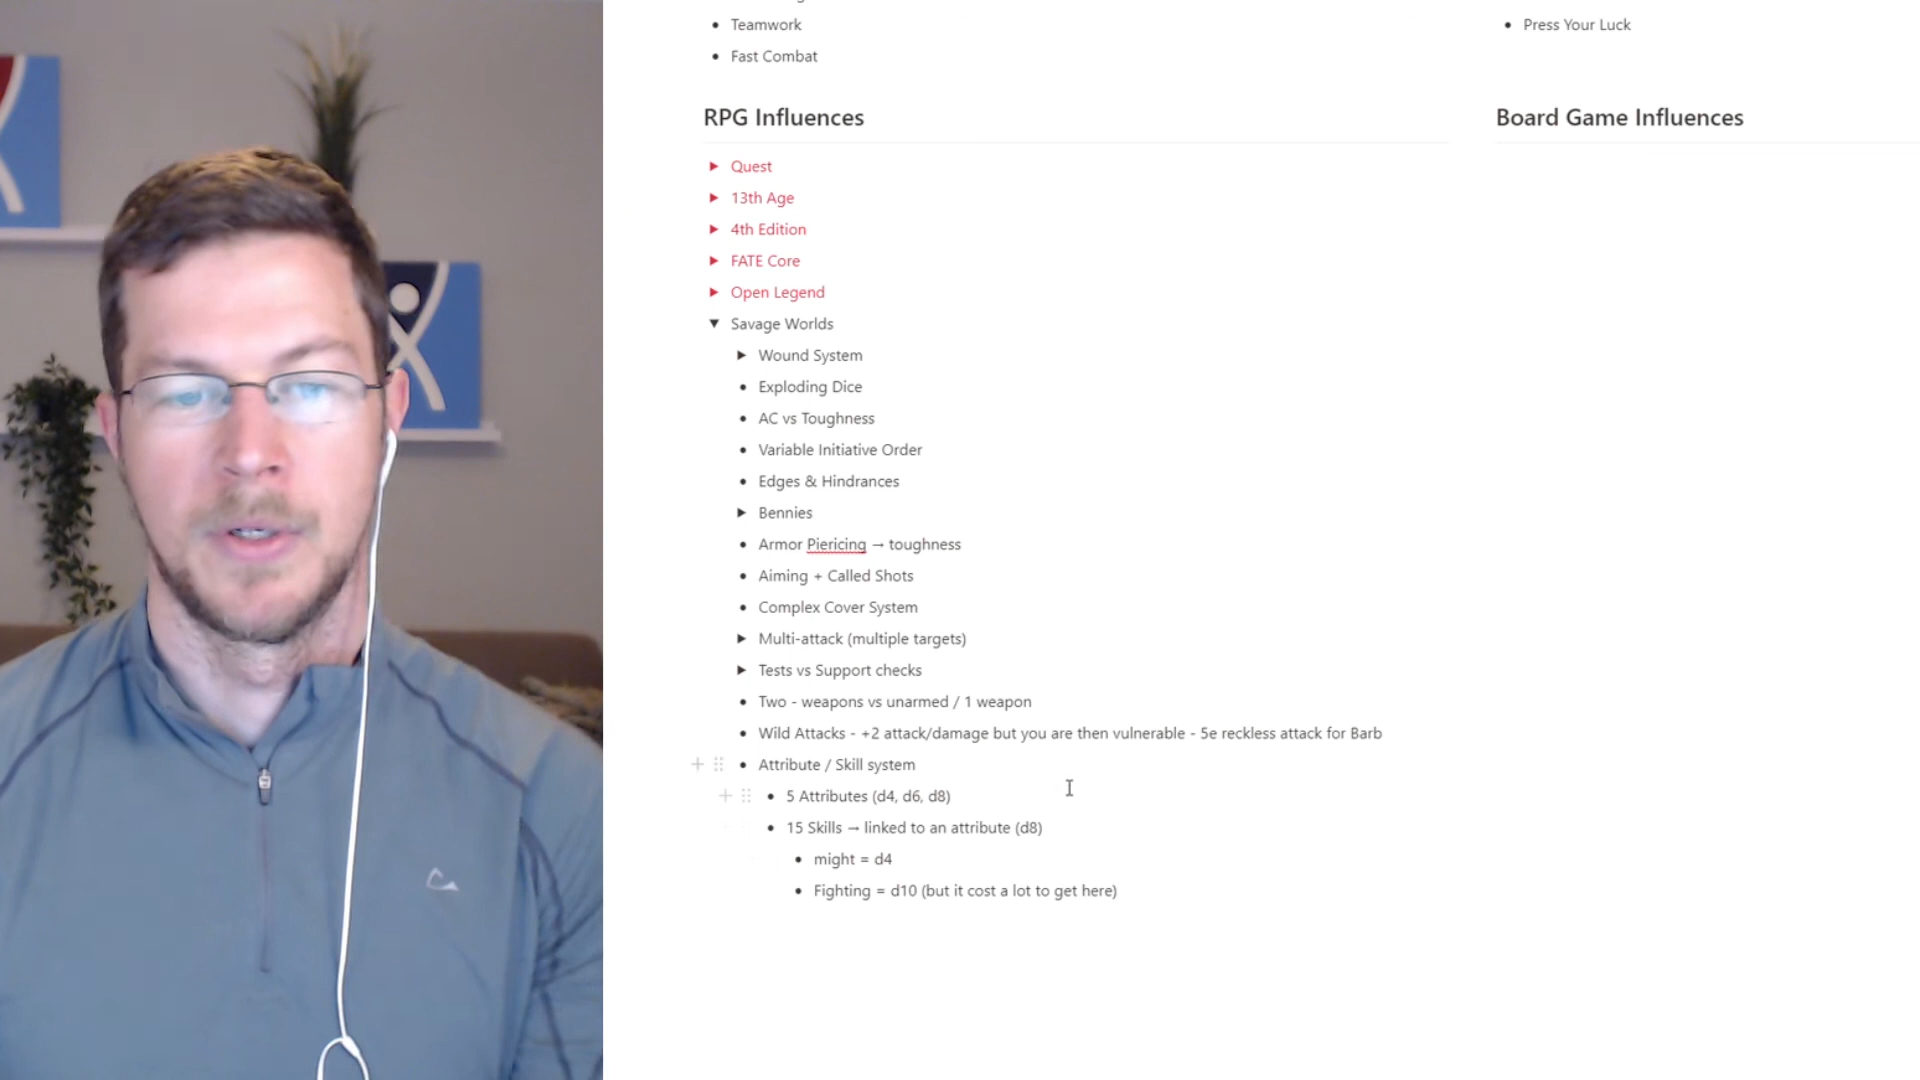 Teamwork
Fast Combat
RPG Influences
Quest
13th Age
4th Edition
FATE Core
Open Legend
Savage Worlds
Wound System
Exploding Dice
AC vs Toughness
Variable Initiative Order
Edges & Hindrances
Bennies
Armor Piericing → toughness
Aiming + Called Shots
Complex Cover System
Multi-attack (multiple targets)
Tests vs Support checks
Two - weapons vs unarmed / 1 weapon
Wild Attacks - +2 attack/damage but you are then vulnerable - 5e reckless attack for Barb
Attribute / Skill system
5 Attributes (d4, d6, d8)
15 Skills → linked to an attribute (d8)
might = d4
Fighting = d10 (but it cost a lot to get here)
Press Your Luck
Board Game Influences